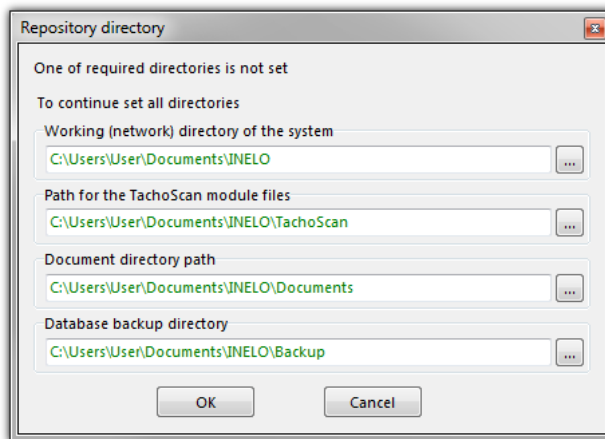 Repository directory
One of required directories is not set
To continue set all directories
Working (network) directory of the system
C:\Users\User\Documents\INELO
...
Path for the TachoScan module files
C:\Users\User\Documents\INELO\TachoScan
...
Document directory path
C:\Users\User\Documents\INELO\Documents
...
Database backup directory
C:\Users\User\Documents\INELO\Backup
...
OK
Cancel